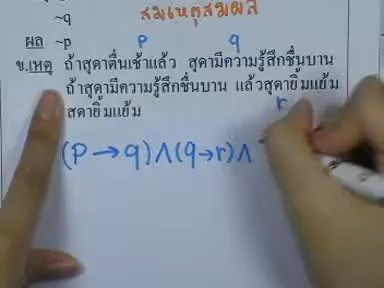 ~q สมเหตุสมผล
ผล ~p p q
ข.เหตุ ถ้าสุดาตื่นเช้าแล้ว สุดามีความรู้สึกชื่นบาน
ถ้าสุดามีความรู้สึกชื่นบาน แล้วสุดายิ้มแย้ม
r
สุดายิ้มแย้ม
(p → q) ∧ (q → r) ∧